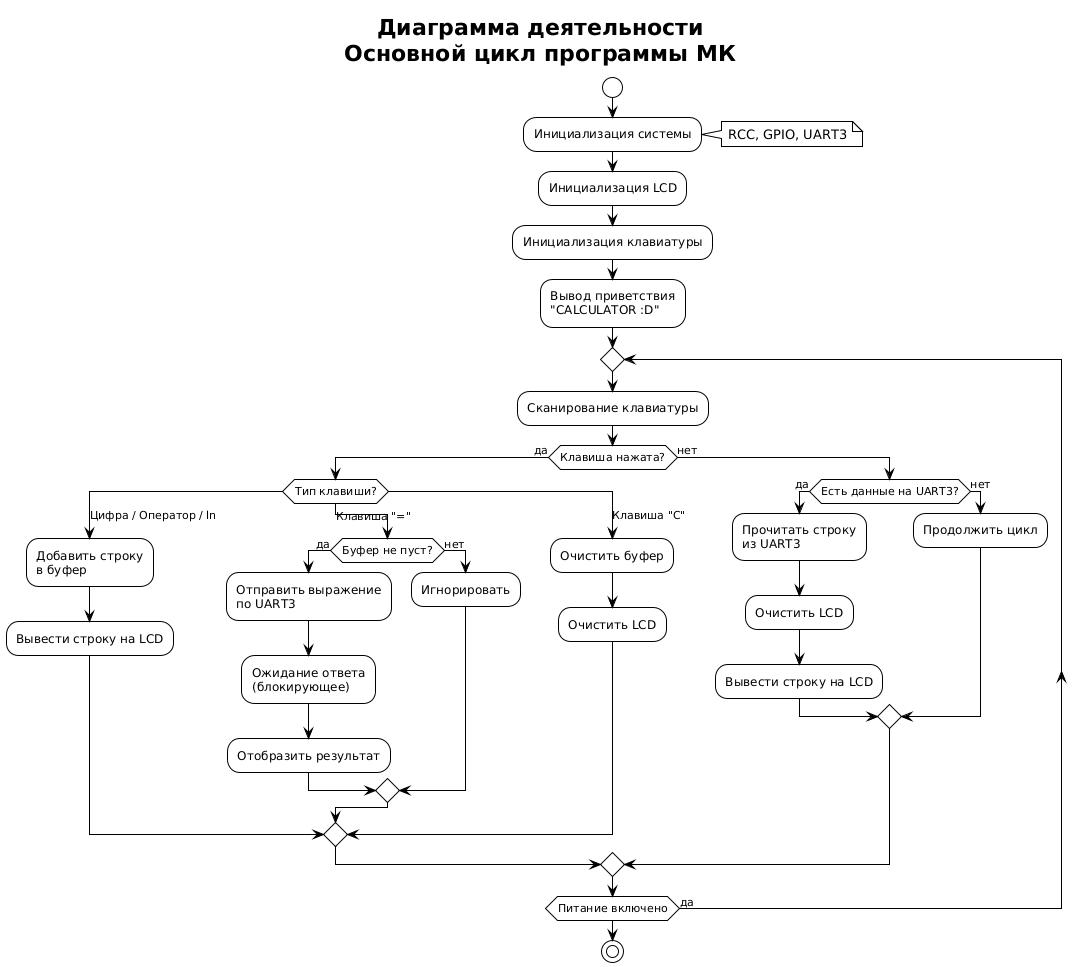 Диаграмма деятельности
Основной цикл программы МК
Инициализация системы
RCC, GPIO, UART3
Инициализация LCD
Инициализация клавиатуры
Вывод приветствия
"CALCULATOR :D"
Сканирование клавиатуры
да
Клавиша нажата?
нет
Тип клавиши?
Цифра / Оператор / ln
Добавить строку
в буфер
Вывести строку на LCD
Клавиша "="
да
Буфер не пуст?
нет
Отправить выражение
по UART3
Ожидание ответа
(блокирующее)
Отобразить результат
Игнорировать
Клавиша "C"
Очистить буфер
Очистить LCD
да
Есть данные на UART3?
нет
Прочитать строку
из UART3
Очистить LCD
Вывести строку на LCD
Продолжить цикл
Питание включено
да